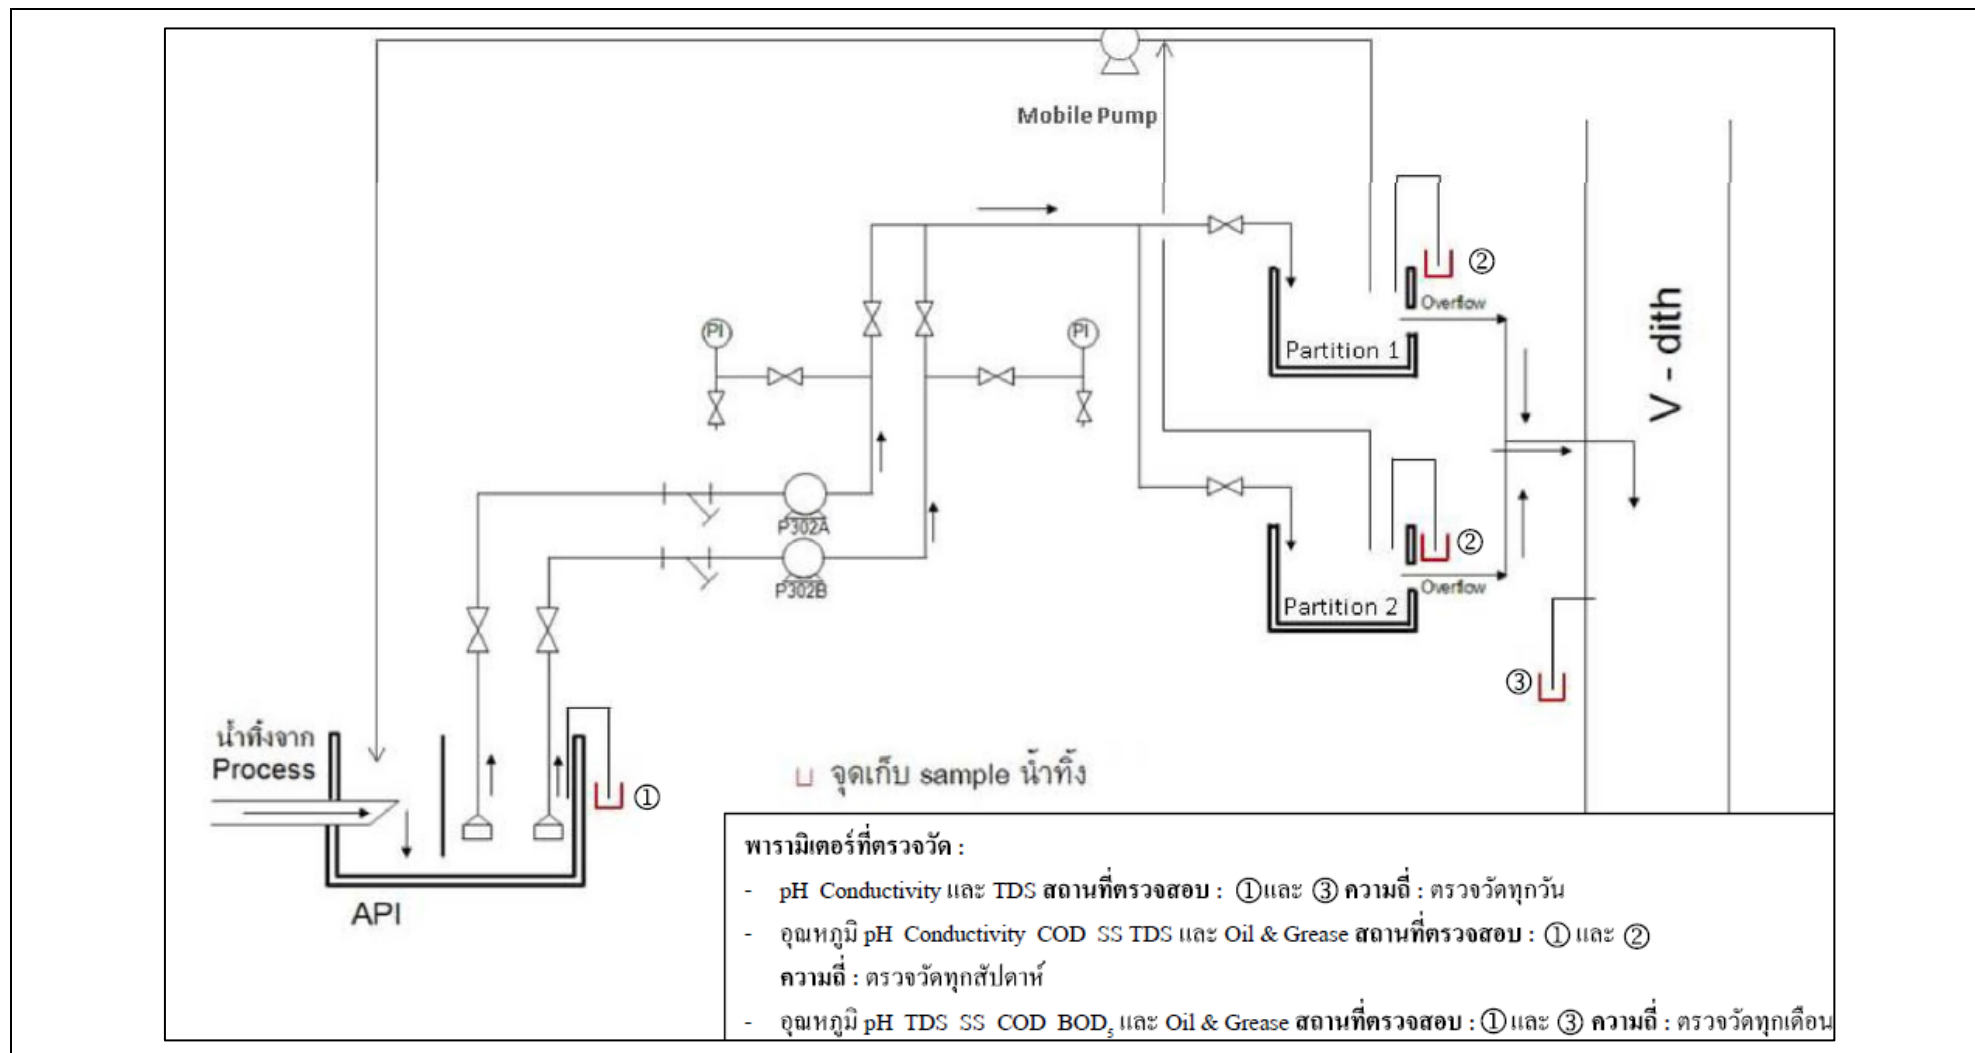 Mobile Pump
②
Overflow
PI
PI
Partition 1
V - dith
P302A
②
P302B
Overflow
Partition 2
③
น้ำทิ้งจาก
Process
①
จุดเก็บ sample น้ำทิ้ง
API
พารามิเตอร์ที่ตรวจวัด :
- pH Conductivity และ TDS สถานที่ตรวจสอบ : ①และ ③ ความถี่ : ตรวจวัดทุกวัน
- อุณหภูมิ pH Conductivity COD SS TDS และ Oil & Grease สถานที่ตรวจสอบ : ① และ ②
ความถี่ : ตรวจวัดทุกสัปดาห์
- อุณหภูมิ pH TDS SS COD BOD₅ และ Oil & Grease สถานที่ตรวจสอบ : ① และ ③ ความถี่ : ตรวจวัดทุกเดือน